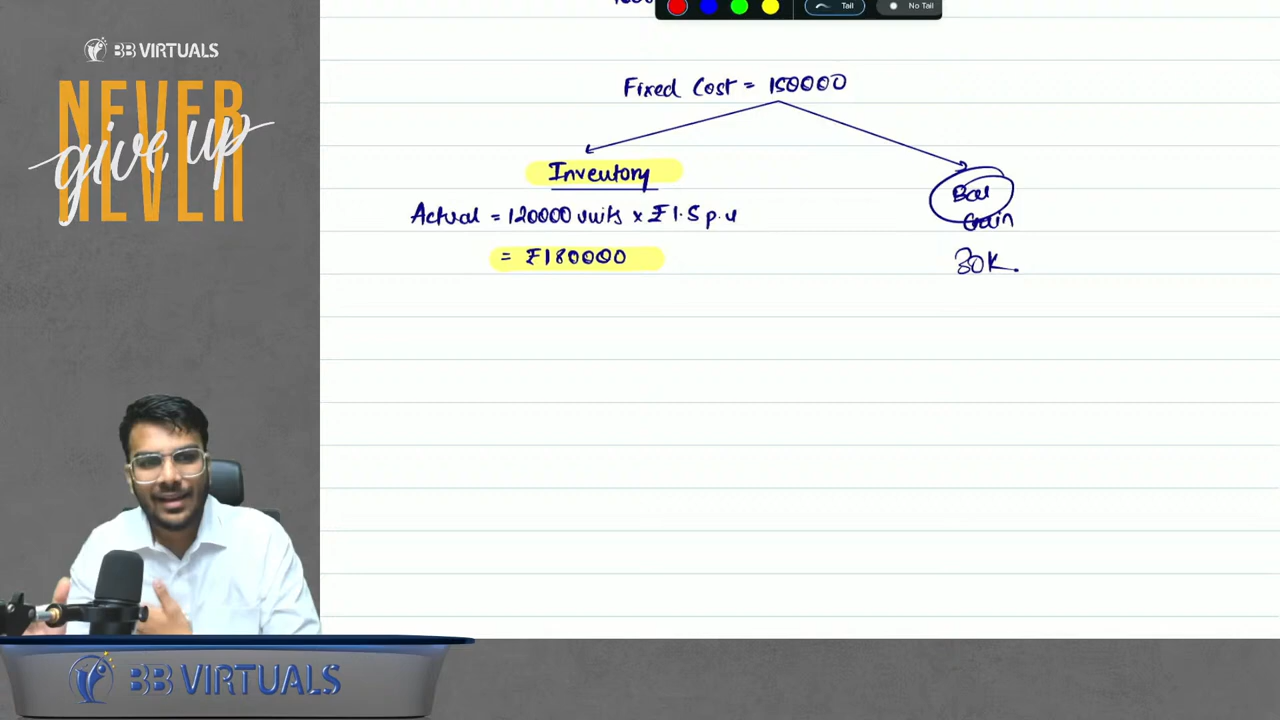 Tail
No Tail
BB VIRTUALS
NEVER
give up
NEVER
Fixed Cost = 150000
Inventory
Actual = 120000 units × ₹1.5 p.u
= ₹180000
Bal
Gain
30K.
BB VIRTUALS